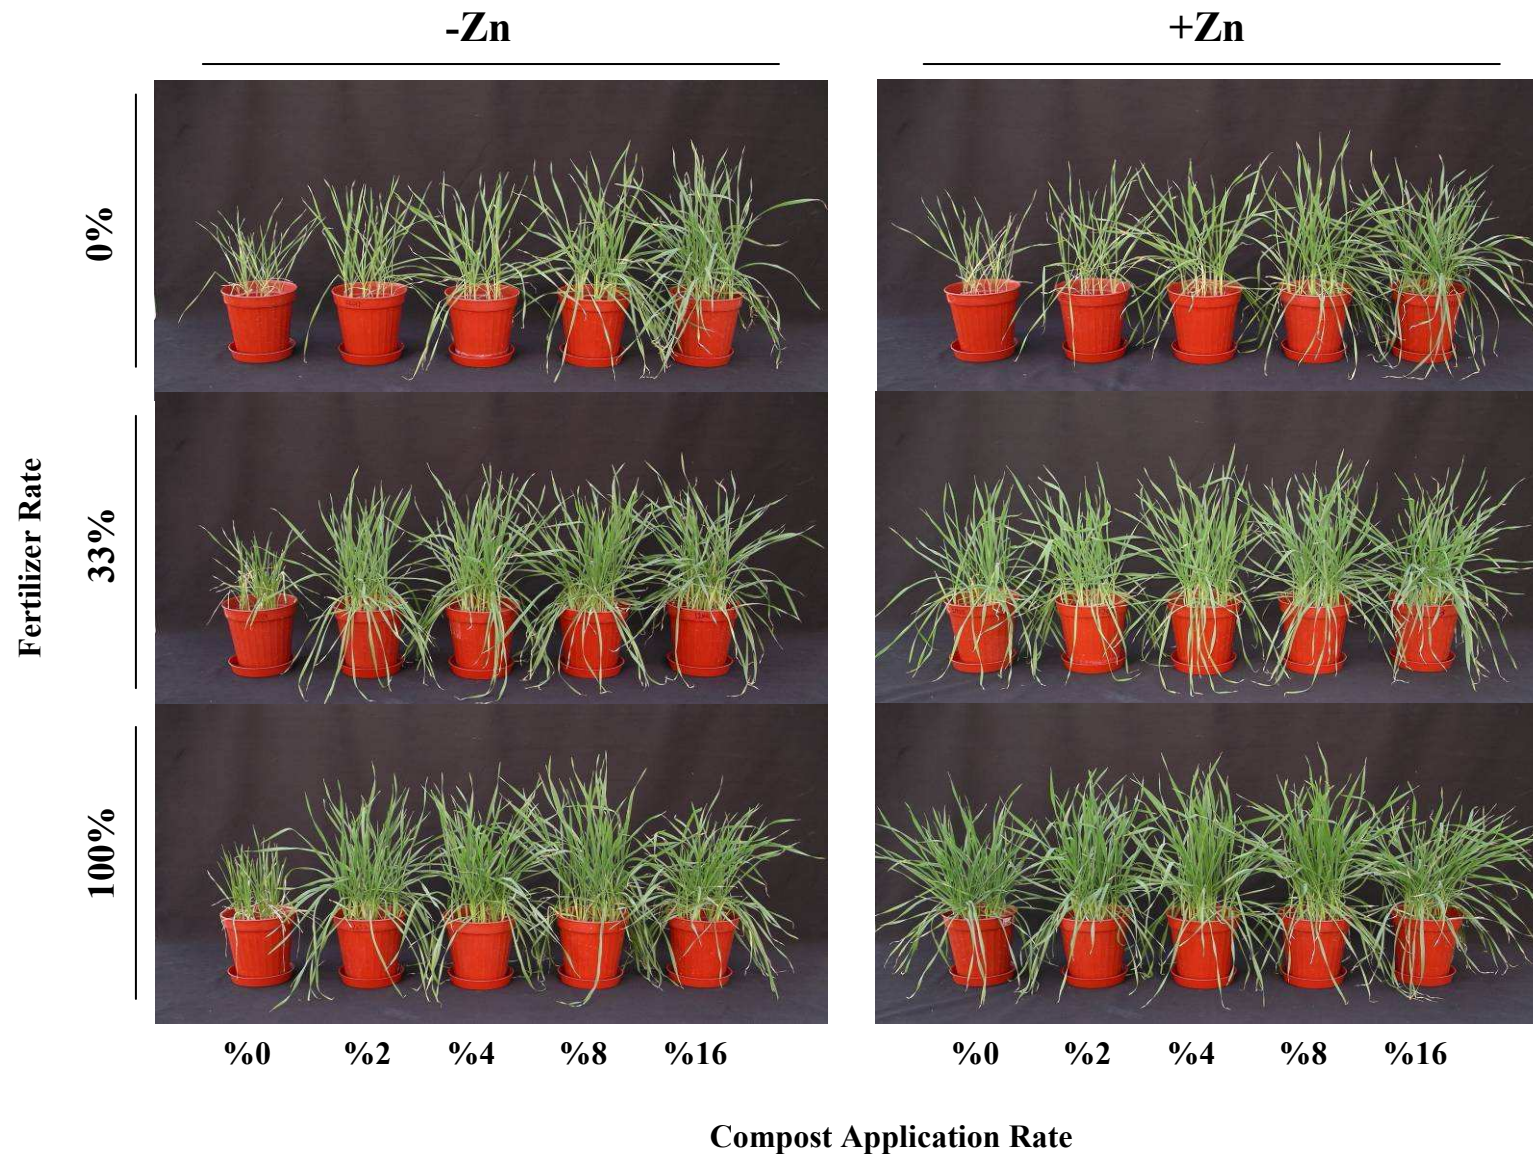 -Zn
+Zn
Fertilizer Rate
0%
33%
100%
%0 %2 %4 %8 %16
%0 %2 %4 %8 %16
Compost Application Rate